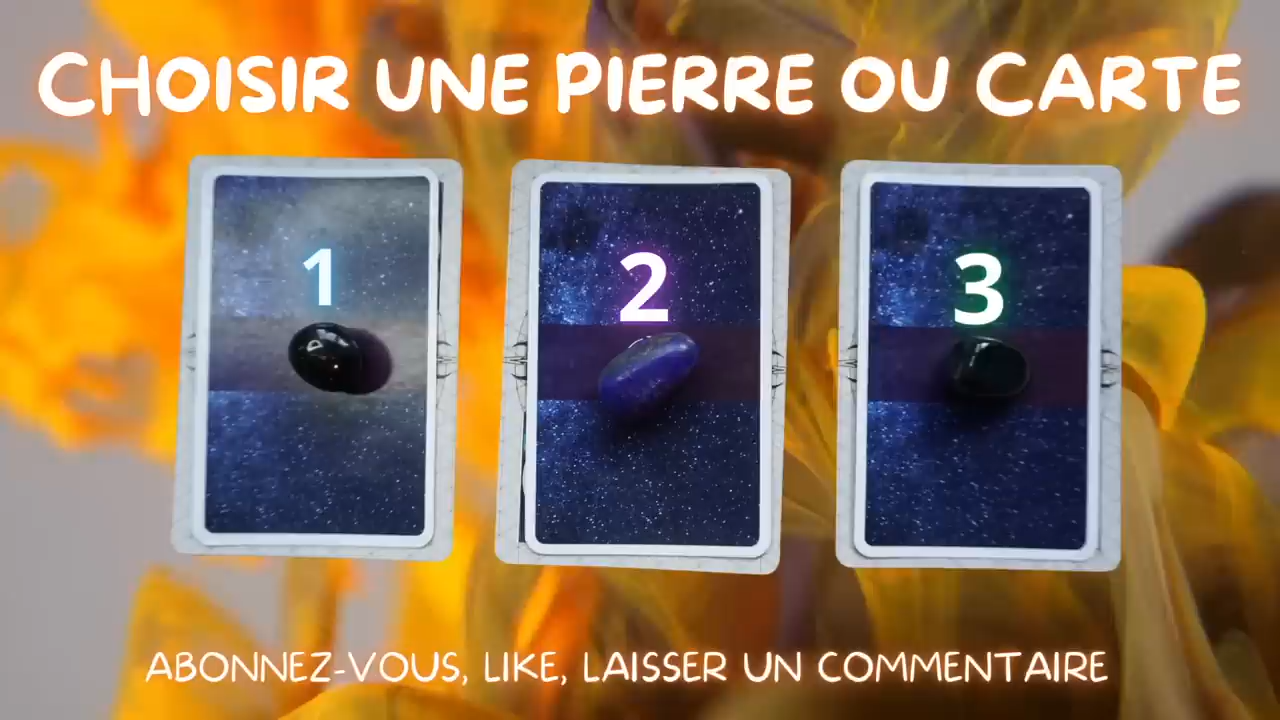 CHOISIR UNE PIERRE OU CARTE
1
2
3
ABONNEZ-VOUS, LIKE, LAISSER UN COMMENTAIRE